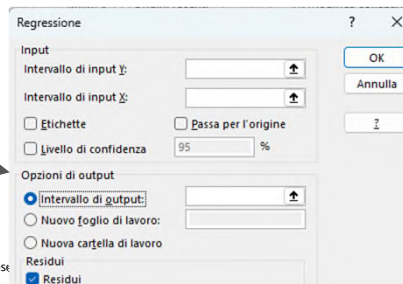 Regressione ? X
Input
Intervallo di input Y:
OK
Annulla
Intervallo di input X:
Etichette Passa per l'origine
?
Livello di confidenza 95 %
Opzioni di output
Intervallo di output:
Nuovo foglio di lavoro:
Nuova cartella di lavoro
Residui
Residui